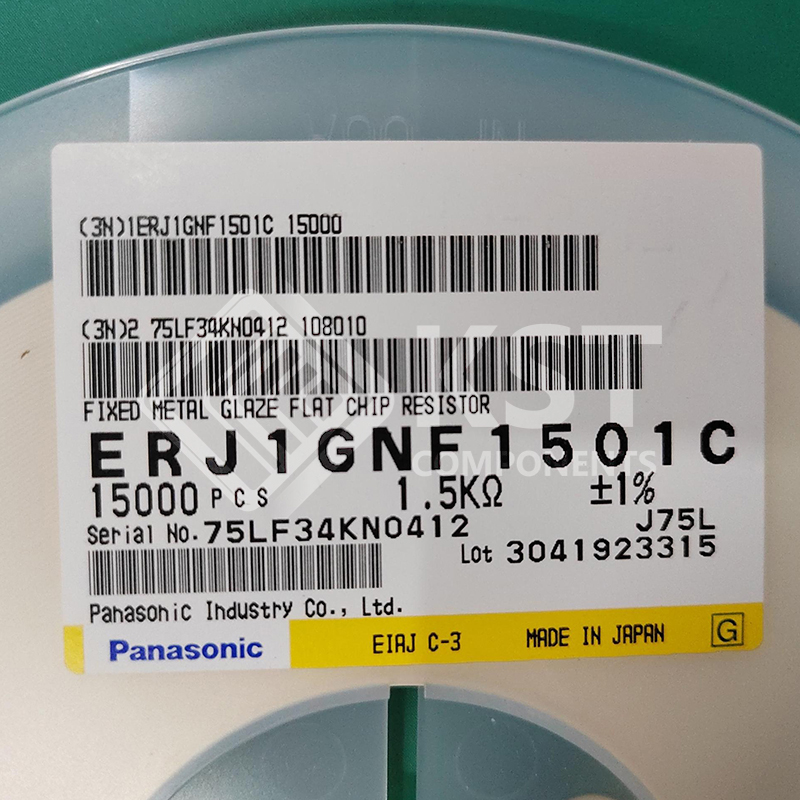 (3N)1ERJ1GNF1501C 15000
(3N)2 75LF34KN0412 108010
FIXED METAL GLAZE FLAT CHIP RESISTOR
ERJ1GNF1501C
15000 PCS 1.5KΩ ±1%
Serial No. 75LF34KN0412 J75L
Lot 3041923315
Panasonic Industry Co., Ltd.
Panasonic EIAJ C-3 MADE IN JAPAN G
KST
COMPONENTS